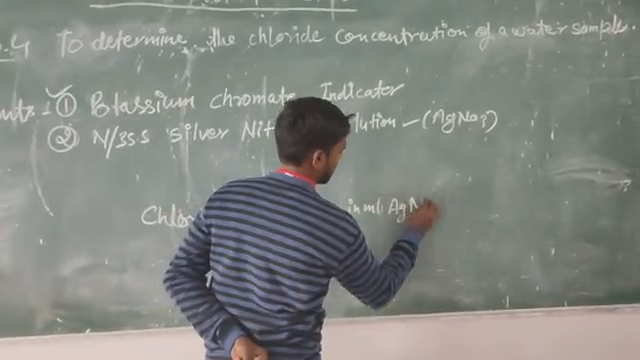 To determine the chloride concentration of a water sample.
① Potassium chromate Indicator
② N/35.5 silver Nit lution - (AgNO3)
Chlor in ml. AgN